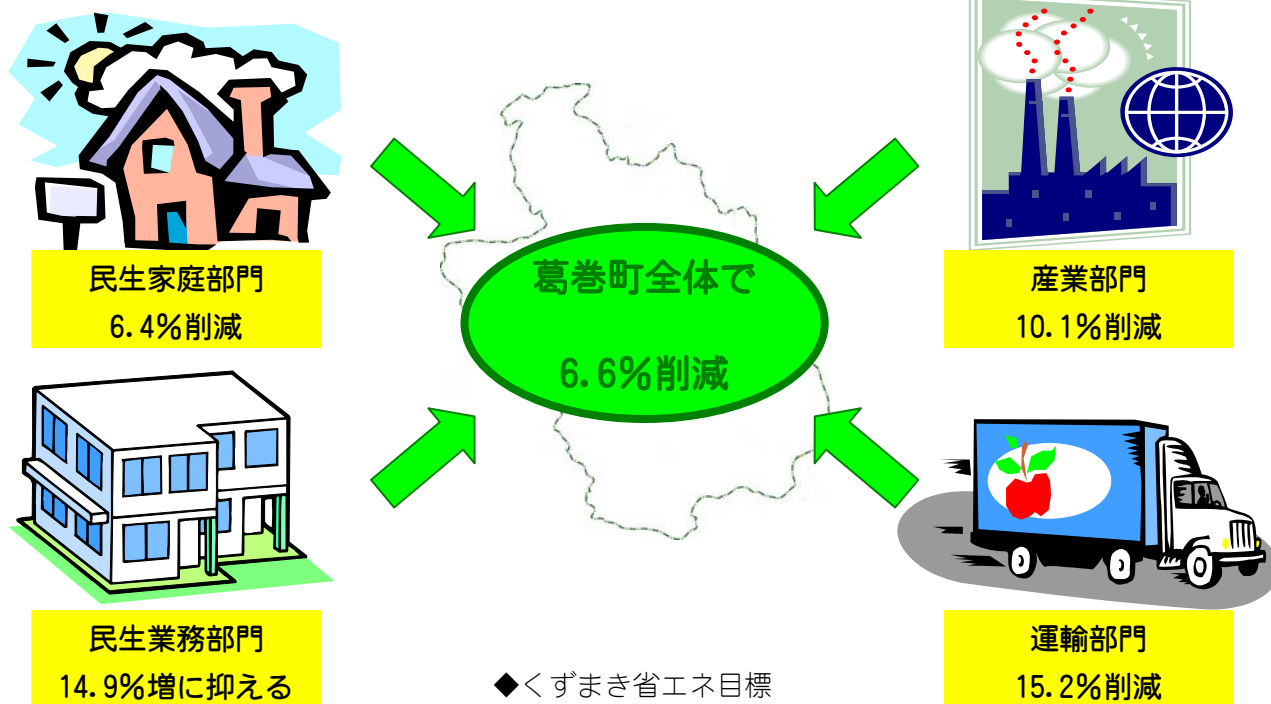 民生家庭部門
6.4%削減
産業部門
10.1%削減
葛巻町全体で
6.6%削減
民生業務部門
14.9%増に抑える
運輸部門
15.2%削減
◆くずまき省エネ目標